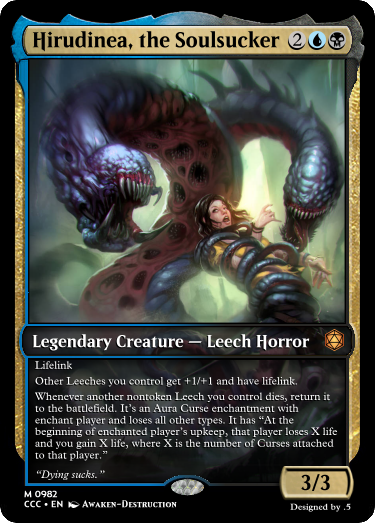 Hirudinea, the Soulsucker 2
Legendary Creature — Leech Horror
Lifelink
Other Leeches you control get +1/+1 and have lifelink.
Whenever another nontoken Leech you control dies, return it
to the battlefield. It's an Aura Curse enchantment with
enchant player and loses all other types. It has "At the
beginning of enchanted player's upkeep, that player loses X life
and you gain X life, where X is the number of Curses attached
to that player."
"Dying sucks."
3/3
M 0982
CCC • EN Awaken-Destruction
Designed by .5